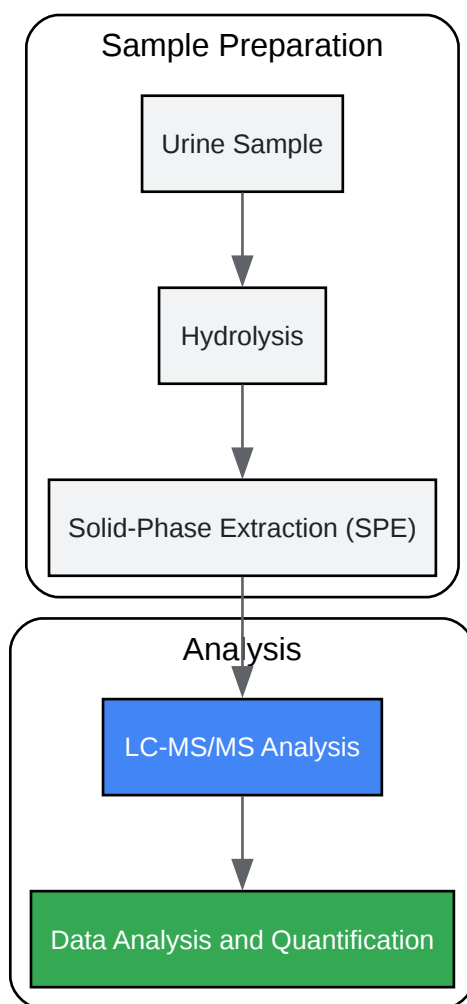 Sample Preparation
Urine Sample
Hydrolysis
Solid-Phase Extraction (SPE)
Analysis
LC-MS/MS Analysis
Data Analysis and Quantification